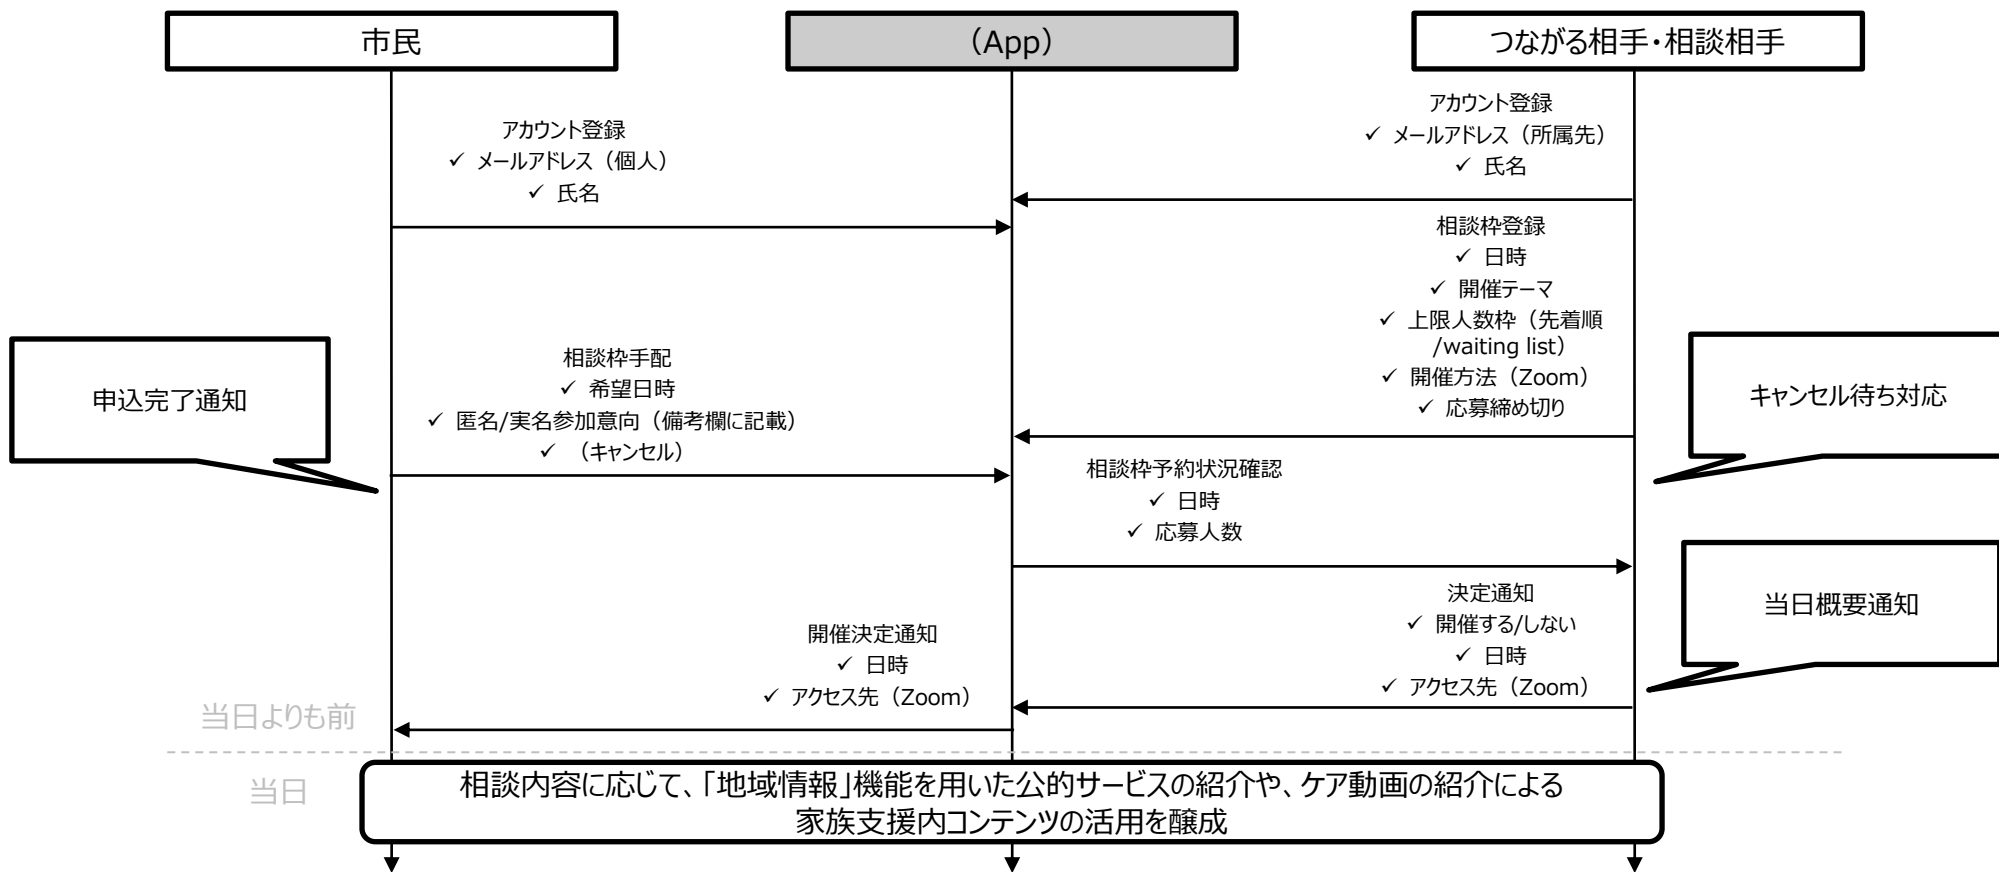 市民
（App）
つながる相手・相談相手
アカウント登録
✓ メールアドレス（所属先）
✓ 氏名
アカウント登録
✓ メールアドレス（個人）
✓ 氏名
相談枠登録
✓ 日時
✓ 開催テーマ
✓ 上限人数枠（先着順
/waiting list）
✓ 開催方法（Zoom）
✓ 応募締め切り
申込完了通知
相談枠手配
✓ 希望日時
✓ 匿名/実名参加意向（備考欄に記載）
✓ （キャンセル）
キャンセル待ち対応
相談枠予約状況確認
✓ 日時
✓ 応募人数
当日概要通知
決定通知
✓ 開催する/しない
✓ 日時
✓ アクセス先（Zoom）
開催決定通知
✓ 日時
✓ アクセス先（Zoom）
当日よりも前
当日
相談内容に応じて、「地域情報」機能を用いた公的サービスの紹介や、ケア動画の紹介による
家族支援内コンテンツの活用を醸成